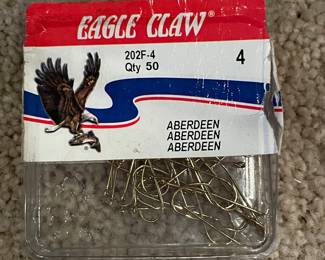 EAGLE CLAW®
202F-4
Qty 50
4
ABERDEEN
ABERDEEN
ABERDEEN
®